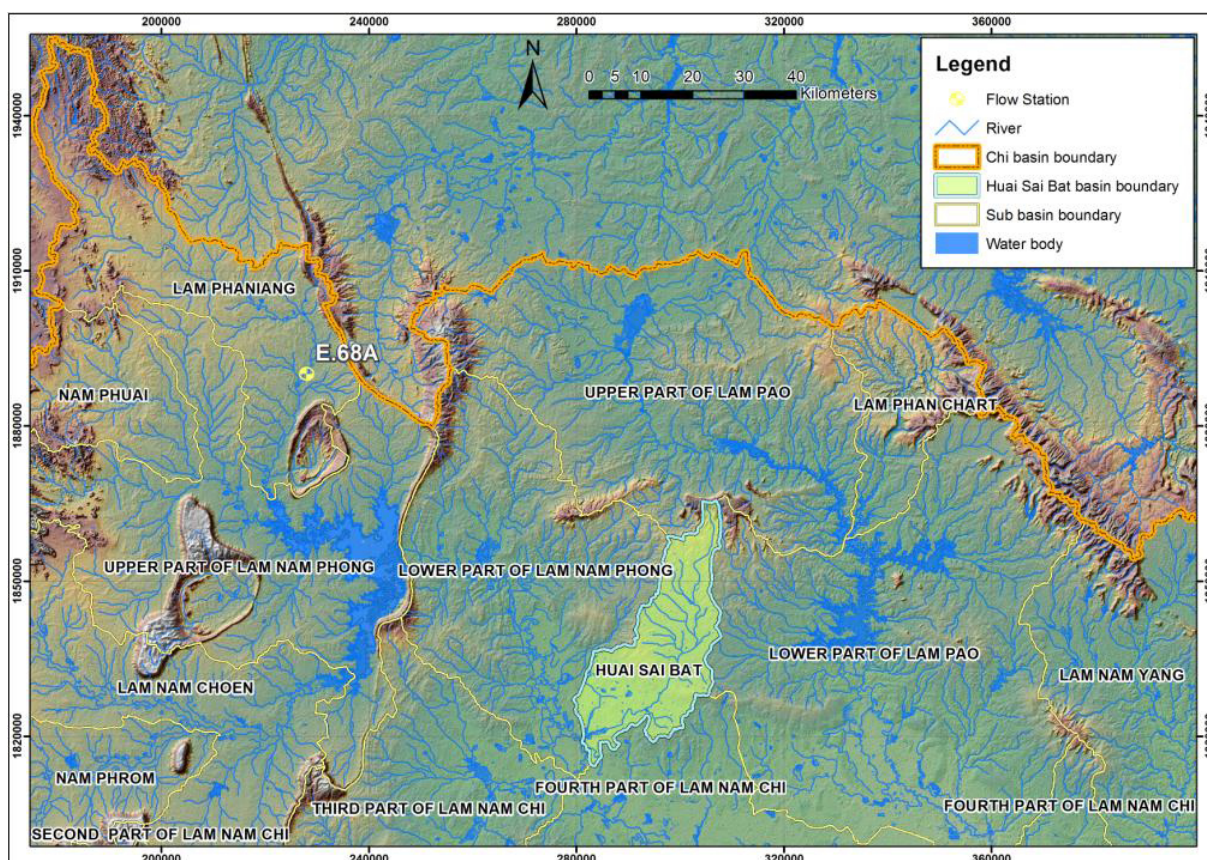 200000 240000 280000 320000 360000
N
0 5 10 20 30 40
Kilometers
Legend
Flow Station
River
Chi basin boundary
Huai Sai Bat basin boundary
Sub basin boundary
Water body
1940000
1910000
1910000
LAM PHANIANG
E.68A
NAM PHUAI
UPPER PART OF LAM PAO
LAM PHAN CHART
1880000
1880000
UPPER PART OF LAM NAM PHONG
LOWER PART OF LAM NAM PHONG
1850000
1850000
HUAI SAI BAT
LOWER PART OF LAM PAO
LAM NAM YANG
LAM NAM CHOEN
1820000
1820000
NAM PHROM
FOURTH PART OF LAM NAM CHI
THIRD PART OF LAM NAM CHI
FOURTH PART OF LAM NAM CHI
SECOND PART OF LAM NAM CHI
200000 240000 280000 320000 360000